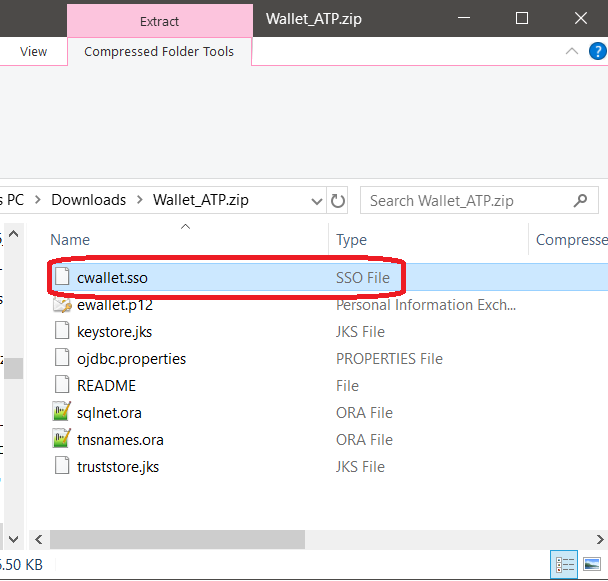 Extract
Wallet_ATP.zip
View
Compressed Folder Tools
PC
Downloads
Wallet_ATP.zip
Search Wallet_ATP.zip
Name
Type
Compresse
cwallet.sso
SSO File
ewallet.p12
Personal Information Exch...
keystore.jks
JKS File
ojdbc.properties
PROPERTIES File
README
File
sqlnet.ora
ORA File
tnsnames.ora
ORA File
truststore.jks
JKS File
.50 KB